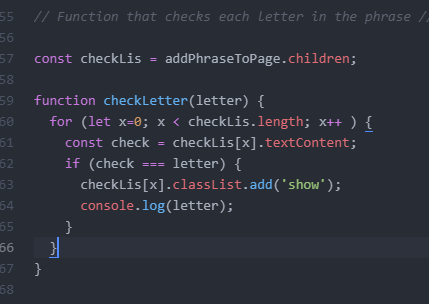 55 // Function that checks each letter in the phrase //
56
57 const checkLis = addPhraseToPage.children;
58
59 function checkLetter(letter) {
60 for (let x=0; x < checkLis.length; x++ ) {
61 const check = checkLis[x].textContent;
62 if (check === letter) {
63 checkLis[x].classList.add('show');
64 console.log(letter);
65 }
66 }
67 }
68